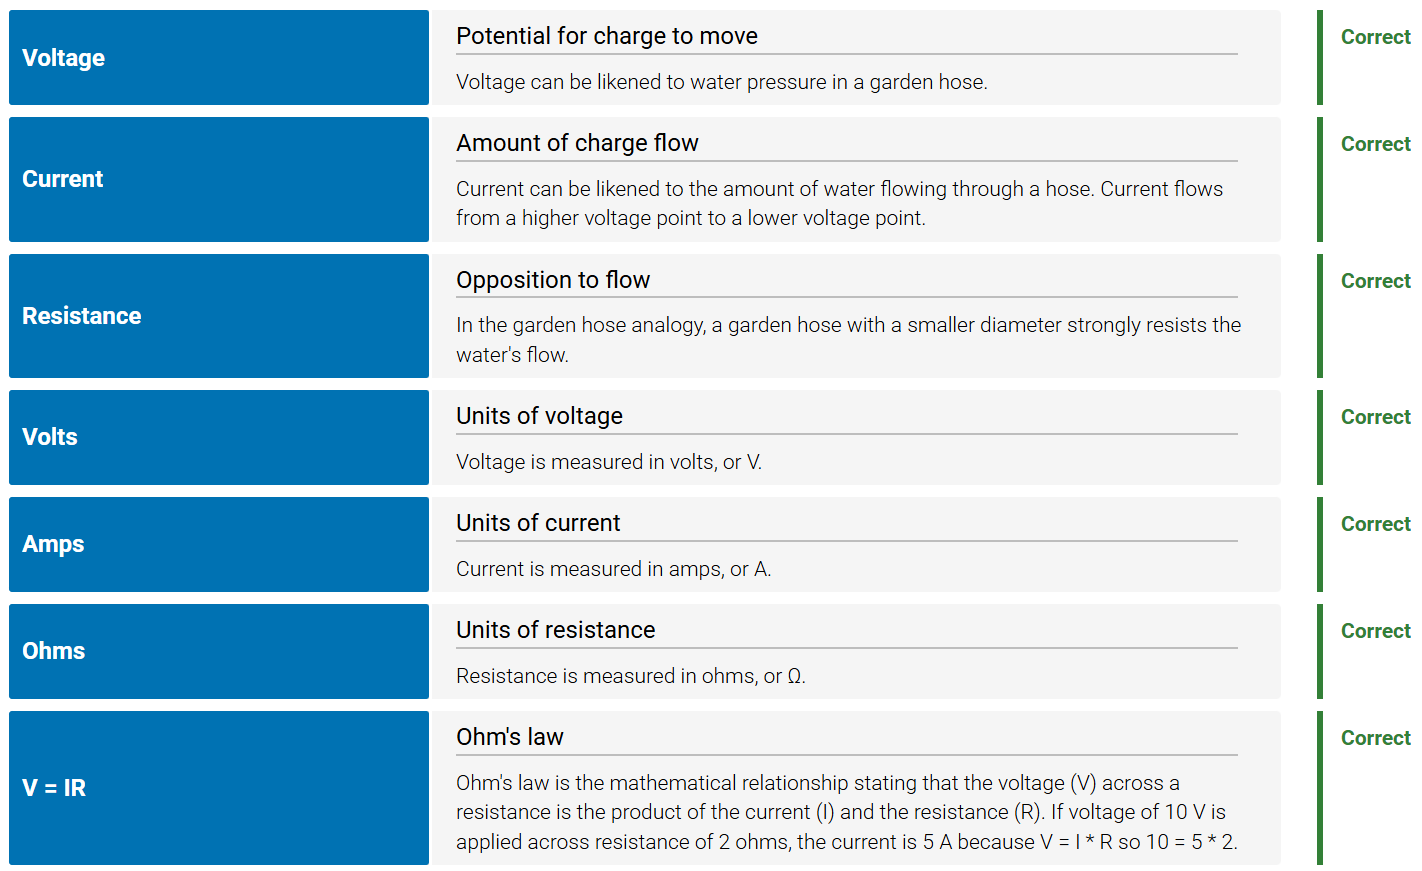 Voltage
Potential for charge to move
Correct
Voltage can be likened to water pressure in a garden hose.
Current
Amount of charge flow
Correct
Current can be likened to the amount of water flowing through a hose. Current flows
from a higher voltage point to a lower voltage point.
Resistance
Opposition to flow
Correct
In the garden hose analogy, a garden hose with a smaller diameter strongly resists the
water's flow.
Volts
Units of voltage
Correct
Voltage is measured in volts, or V.
Amps
Units of current
Correct
Current is measured in amps, or A.
Ohms
Units of resistance
Correct
Resistance is measured in ohms, or Ω.
V = IR
Ohm's law
Correct
Ohm's law is the mathematical relationship stating that the voltage (V) across a
resistance is the product of the current (I) and the resistance (R). If voltage of 10 V is
applied across resistance of 2 ohms, the current is 5 A because V = I * R so 10 = 5 * 2.